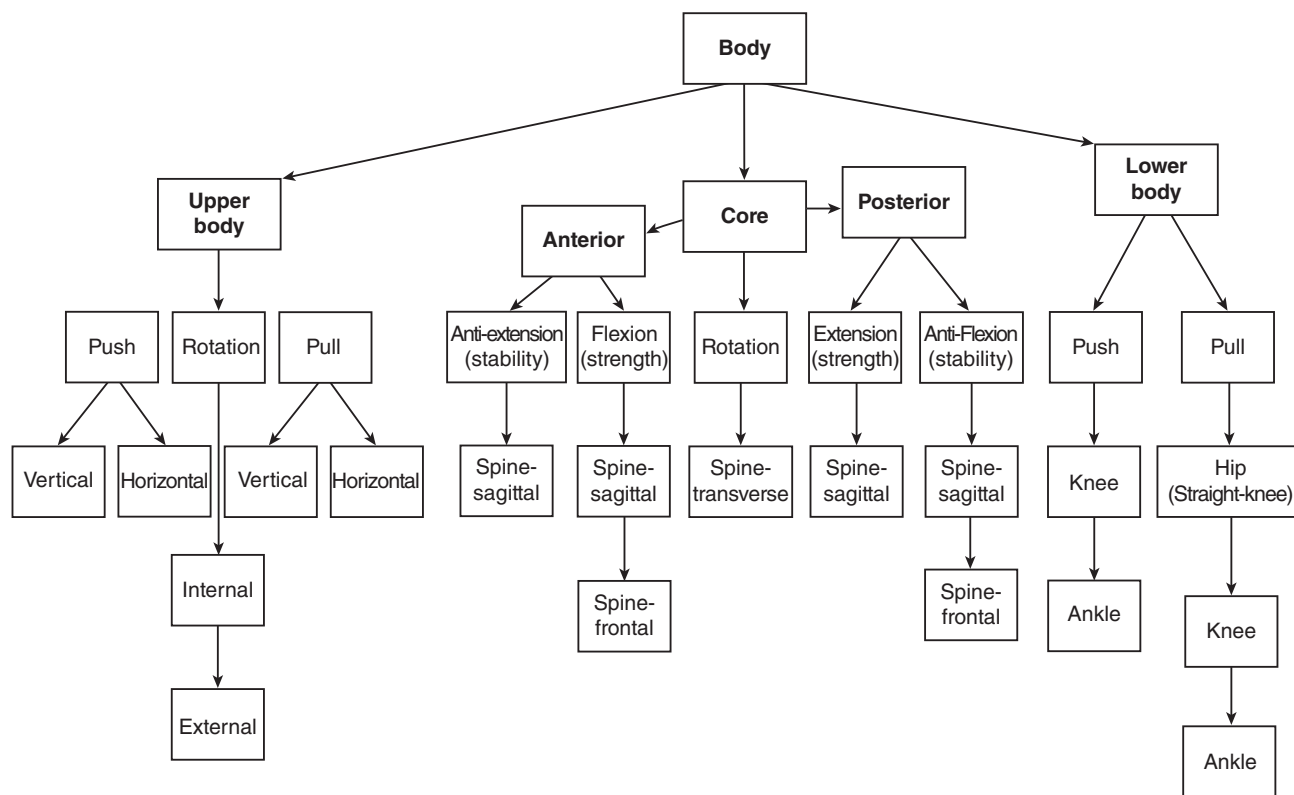 Body
Upper
body
Anterior
Core
Posterior
Lower
body
Push
Rotation
Pull
Anti-extension
(stability)
Flexion
(strength)
Rotation
Extension
(strength)
Anti-Flexion
(stability)
Push
Pull
Vertical
Horizontal
Vertical
Horizontal
Spine-
sagittal
Spine-
sagittal
Spine-
transverse
Spine-
sagittal
Spine-
sagittal
Knee
Hip
(Straight-knee)
Internal
Spine-
frontal
Spine-
frontal
Ankle
Knee
External
Ankle